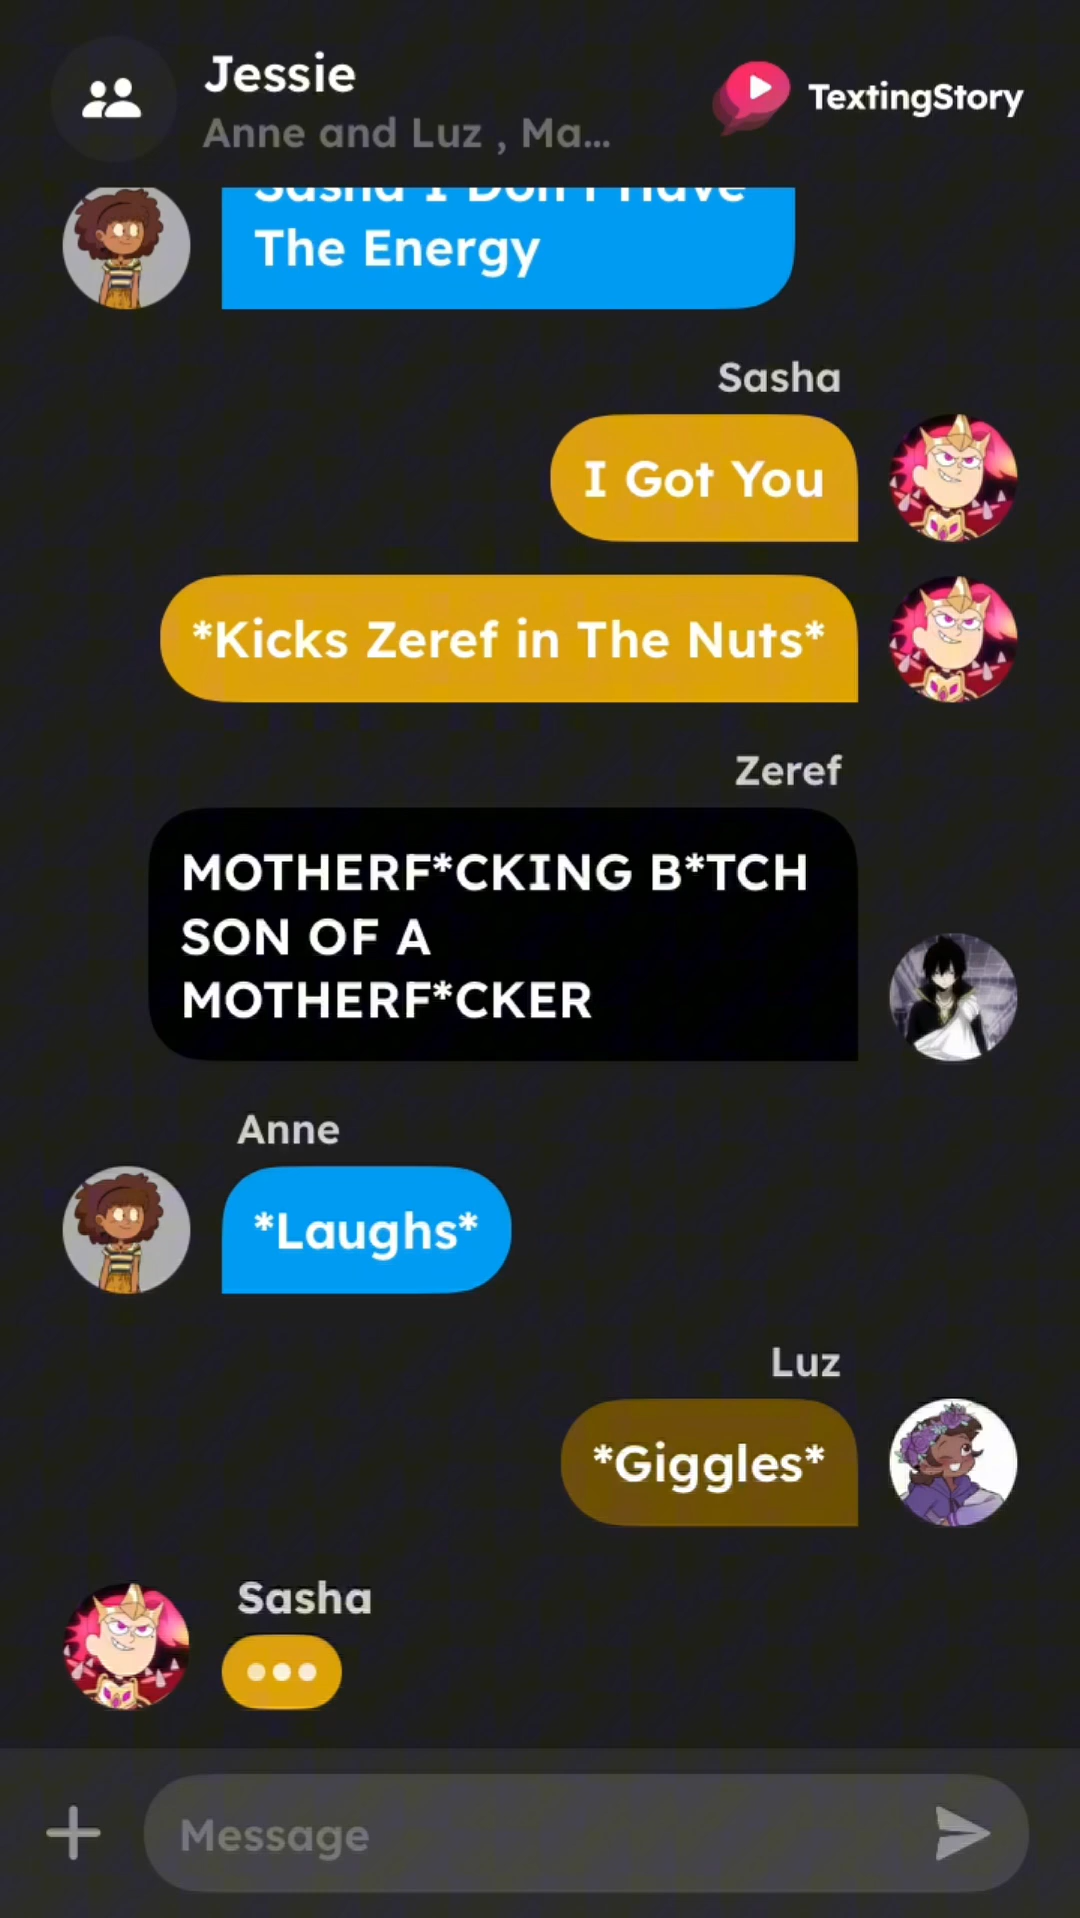 Jessie
TextingStory
Anne and Luz , Ma...
Sasha I Don't Have
The Energy
Sasha
I Got You
*Kicks Zeref in The Nuts*
Zeref
MOTHERF*CKING B*TCH
SON OF A
MOTHERF*CKER
Anne
*Laughs*
Luz
*Giggles*
Sasha
Message